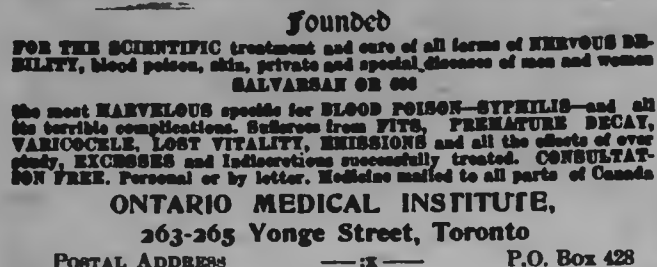 Founded
FOR THE SCIENTIFIC treatment and cure of all forms of NERVOUS DE-
BILITY, blood poison, skin, private and special diseases of men and women
SALVARSAN OR 606
the most MARVELOUS specific for BLOOD POISON—SYPHILIS—and all
its terrible complications. Sufferers from FITS, PREMATURE DECAY,
VARICOCELE, LOST VITALITY, EMISSIONS and all the effects of over
study, EXCESSES and Indiscretions successfully treated. CONSULTAT-
ION FREE. Personal or by letter. Medicine mailed to all parts of Canada
ONTARIO MEDICAL INSTITUTE,
263-265 Yonge Street, Toronto
POSTAL ADDRESS —:x— P.O. Box 428